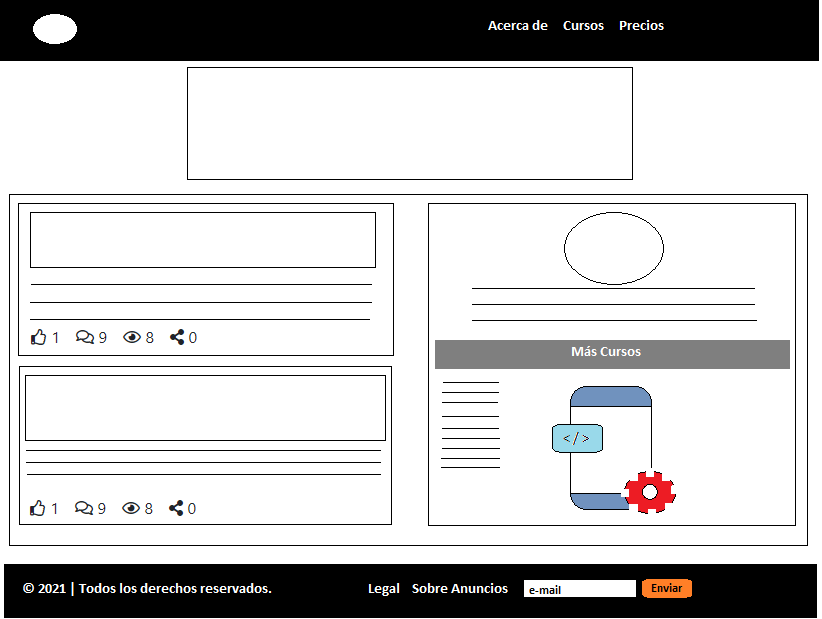 Acerca de Cursos Precios
1 9 8 0
Más Cursos
</>
1 9 8 0
© 2021 | Todos los derechos reservados. Legal Sobre Anuncios e-mail Enviar